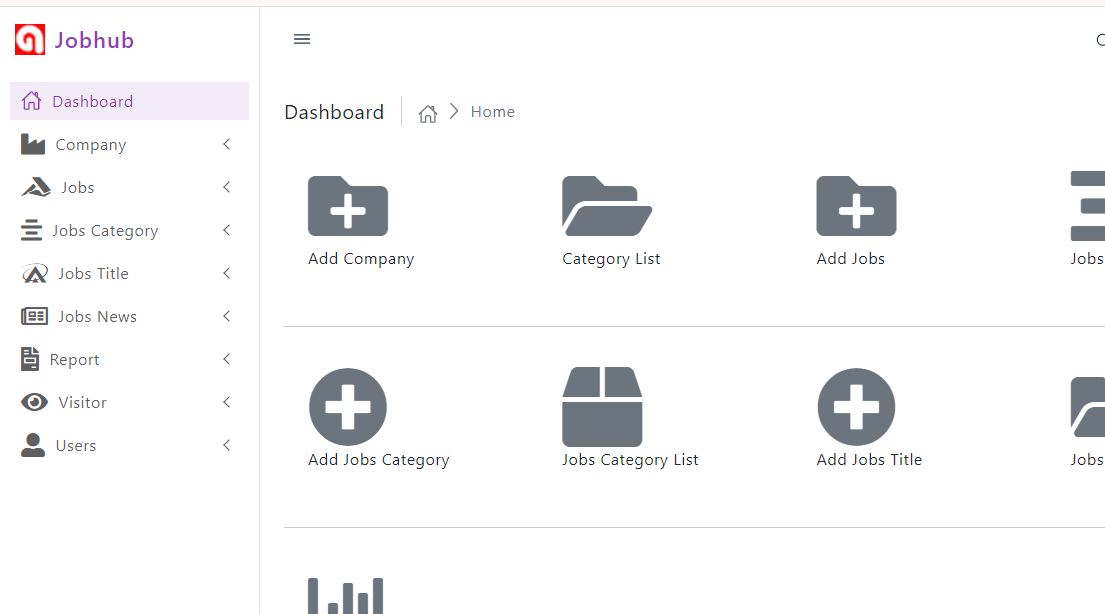 Jobhub
Dashboard
Company
Jobs
Jobs Category
Jobs Title
Jobs News
Report
Visitor
Users
Dashboard Home
Add Company Category List Add Jobs Jobs
Add Jobs Category Jobs Category List Add Jobs Title Jobs